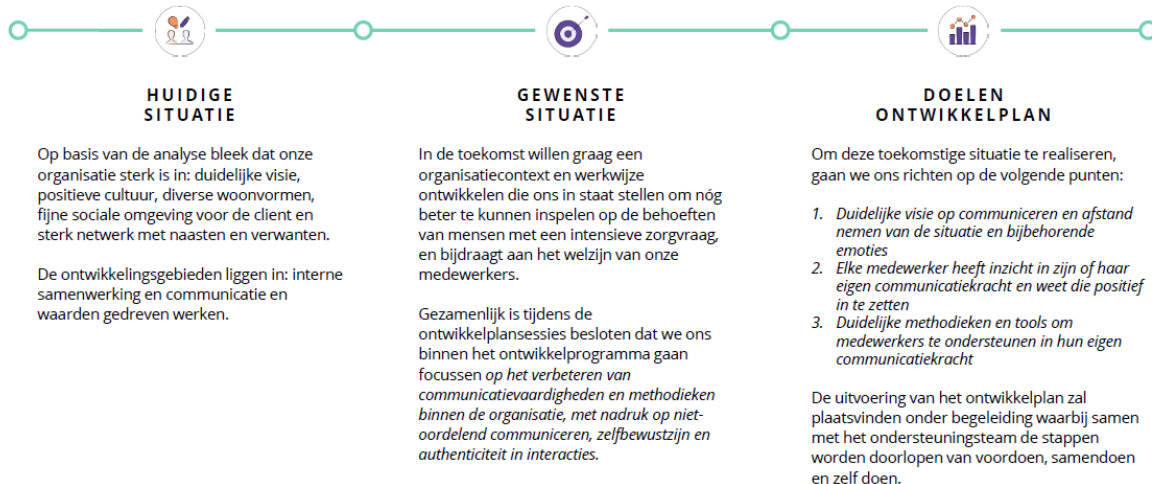 HUIDIGE
SITUATIE
Op basis van de analyse bleek dat onze
organisatie sterk is in: duidelijke visie,
positieve cultuur, diverse woonvormen,
fijne sociale omgeving voor de client en
sterk netwerk met naasten en verwanten.
De ontwikkelingsgebieden liggen in: interne
samenwerking en communicatie en
waarden gedreven werken.
GEWENSTE
SITUATIE
In de toekomst willen graag een
organisatiecontext en werkwijze
ontwikkelen die ons in staat stellen om nóg
beter te kunnen inspelen op de behoeften
van mensen met een intensieve zorgvraag,
en bijdraagt aan het welzijn van onze
medewerkers.
Gezamenlijk is tijdens de
ontwikkelplansessies besloten dat we ons
binnen het ontwikkelprogramma gaan
focussen op het verbeteren van
communicatievaardigheden en methodieken
binnen de organisatie, met nadruk op niet-
oordelend communiceren, zelfbewustzijn en
authenticiteit in interacties.
DOELEN
ONTWIKKELPLAN
Om deze toekomstige situatie te realiseren,
gaan we ons richten op de volgende punten:
1. Duidelijke visie op communiceren en afstand
nemen van de situatie en bijbehorende
emoties
2. Elke medewerker heeft inzicht in zijn of haar
eigen communicatiekracht en weet die positief
in te zetten
3. Duidelijke methodieken en tools om
medewerkers te ondersteunen in hun eigen
communicatiekracht
De uitvoering van het ontwikkelplan zal
plaatsvinden onder begeleiding waarbij samen
met het ondersteuningsteam de stappen
worden doorlopen van voordoen, samendoen
en zelf doen.